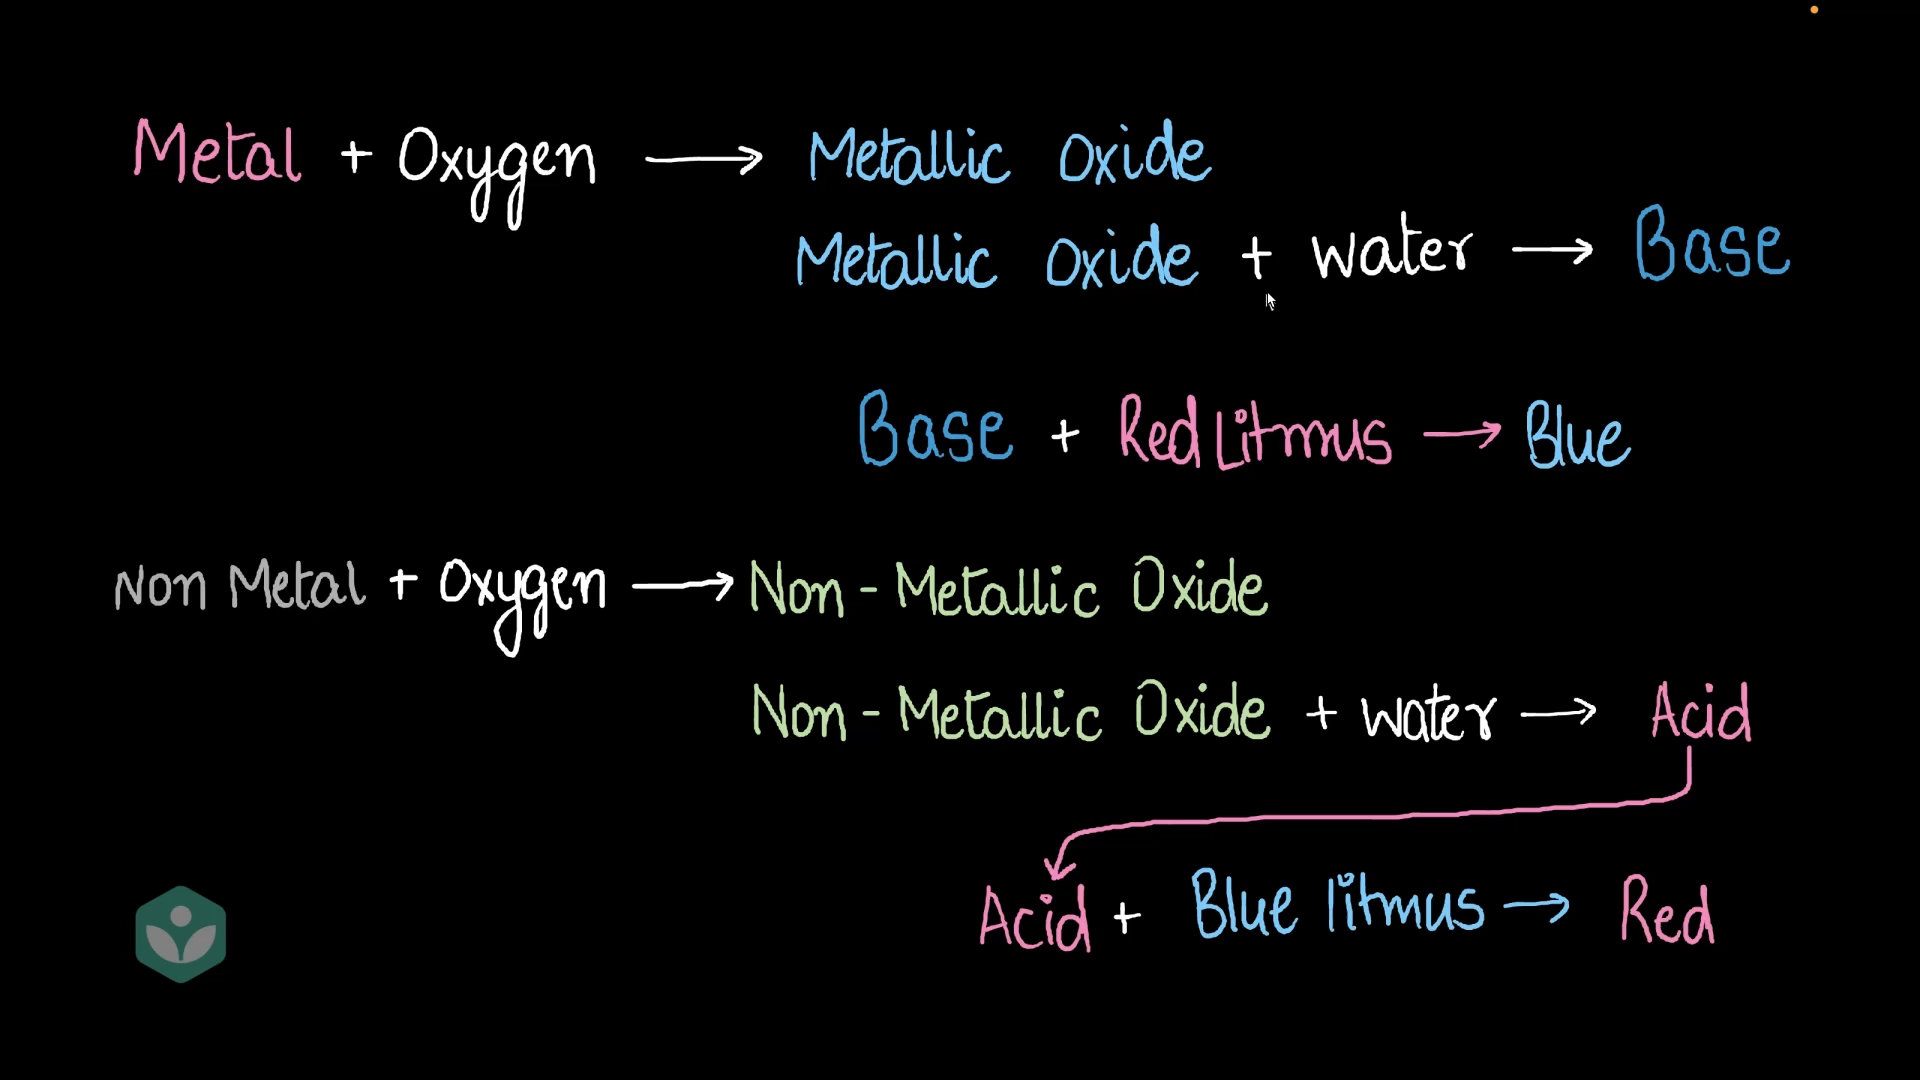 Metal + Oxygen → Metallic Oxide
Metallic Oxide + water → Base
Base + Red Litmus → Blue
Non Metal + Oxygen → Non-Metallic Oxide
Non-Metallic Oxide + water → Acid
Acid + Blue litmus → Red